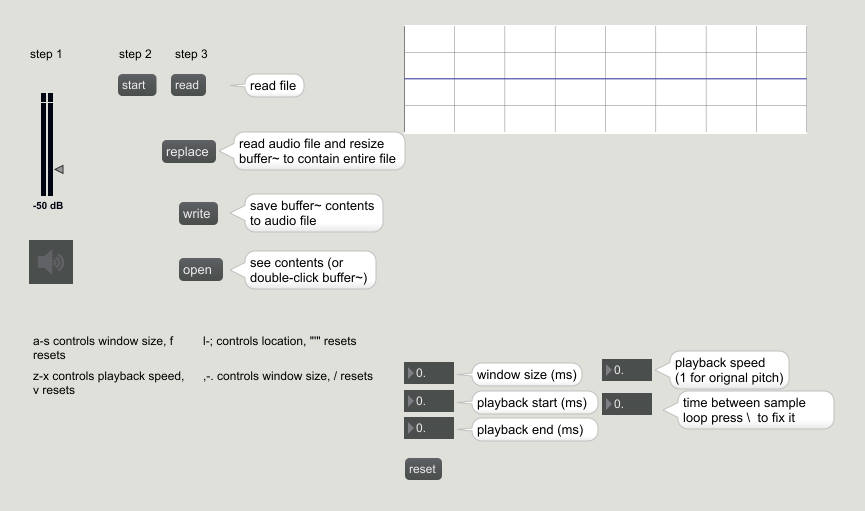 step 1
step 2
step 3
start
read
read file
replace
read audio file and resize
buffer~ to contain entire file
-50 dB
write
save buffer~ contents
to audio file
open
see contents (or
double-click buffer~)
a-s controls window size, f
resets
l-; controls location, """ resets
z-x controls playback speed,
v resets
,-. controls window size, / resets
0.
window size (ms)
0.
playback speed
(1 for orignal pitch)
0.
playback start (ms)
0.
time between sample
loop press \ to fix it
0.
playback end (ms)
reset